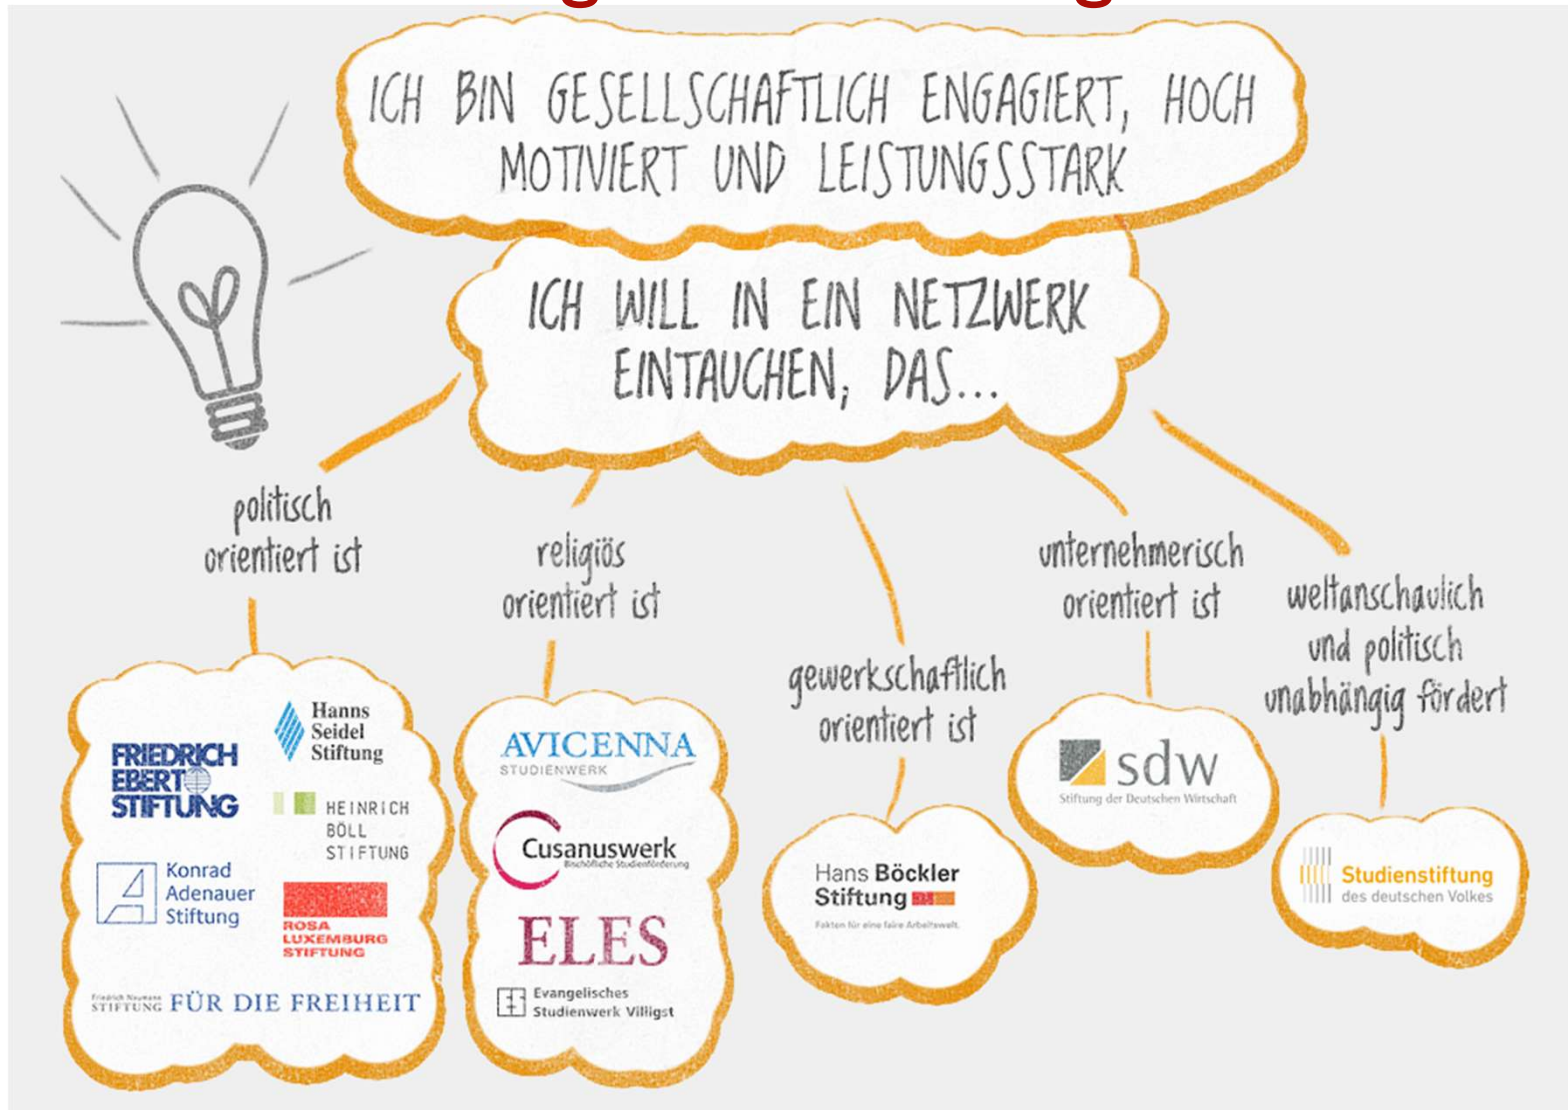 ICH BIN GESELLSCHAFTLICH ENGAGIERT, HOCH
MOTIVIERT UND LEISTUNGSSTARK
ICH WILL IN EIN NETZWERK
EINTAUCHEN, DAS...
politisch
orientiert ist
FRIEDRICH
EBERT
STIFTUNG
Hanns
Seidel
Stiftung
HEINRICH
BÖLL
STIFTUNG
Konrad
Adenauer
Stiftung
ROSA
LUXEMBURG
STIFTUNG
Friedrich Naumann
STIFTUNG FÜR DIE FREIHEIT
religiös
orientiert ist
AVICENNA
STUDIENWERK
Cusanuswerk
Bischöfliche Studienförderung
ELES
Evangelisches
Studienwerk Villigst
gewerkschaftlich
orientiert ist
Hans Böckler
Stiftung
Fakten für eine faire Arbeitswelt.
unternehmerisch
orientiert ist
sdw
Stiftung der Deutschen Wirtschaft
weltanschaulich
und politisch
unabhängig fördert
Studienstiftung
des deutschen Volkes